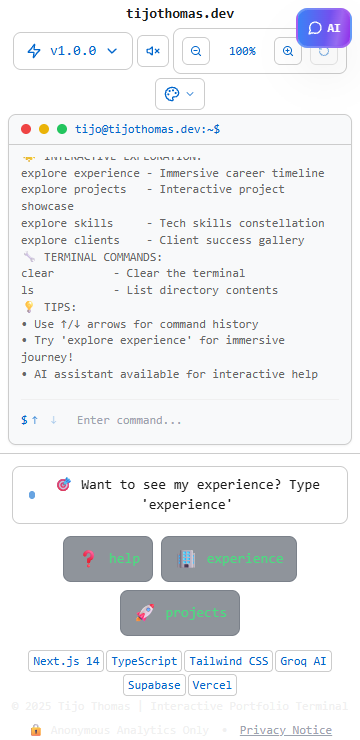 tijothomas.dev
v1.0.0
100%
AI
tijo@tijothomas.dev:~$
🌟 INTERACTIVE EXPLORATION:
explore experience - Immersive career timeline
explore projects   - Interactive project
showcase
explore skills     - Tech skills constellation
explore clients    - Client success gallery
🔧 TERMINAL COMMANDS:
clear         - Clear the terminal
ls            - List directory contents
💡 TIPS:
• Use ↑/↓ arrows for command history
• Try 'explore experience' for immersive
journey!
• AI assistant available for interactive help
$ ↑ ↓ Enter command...
🎯 Want to see my experience? Type
'experience'
❓ help
🏢 experience
🚀 projects
Next.js 14 TypeScript Tailwind CSS Groq AI
Supabase Vercel
© 2025 Tijo Thomas | Interactive Portfolio Terminal
🔒 Anonymous Analytics Only • Privacy Notice